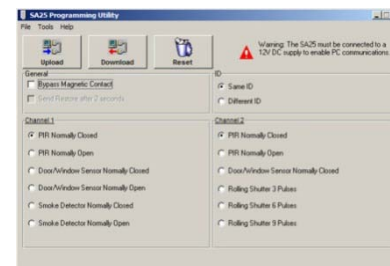 SA25 Programming Utility
File Tools Help
Upload Download Reset
Warning: The SA25 must be connected to a
12V DC supply to enable PC communications.
General
Bypass Magnetic Contact
Send Restore after 2 seconds
ID
Same ID
Different ID
Channel 1
PIR Normally Closed
PIR Normally Open
Door/Window Sensor Normally Closed
Door/Window Sensor Normally Open
Smoke Detector Normally Closed
Smoke Detector Normally Open
Channel 2
PIR Normally Closed
PIR Normally Open
Door/Window Sensor Normally Closed
Rolling Shutter 3 Pulses
Rolling Shutter 6 Pulses
Rolling Shutter 9 Pulses